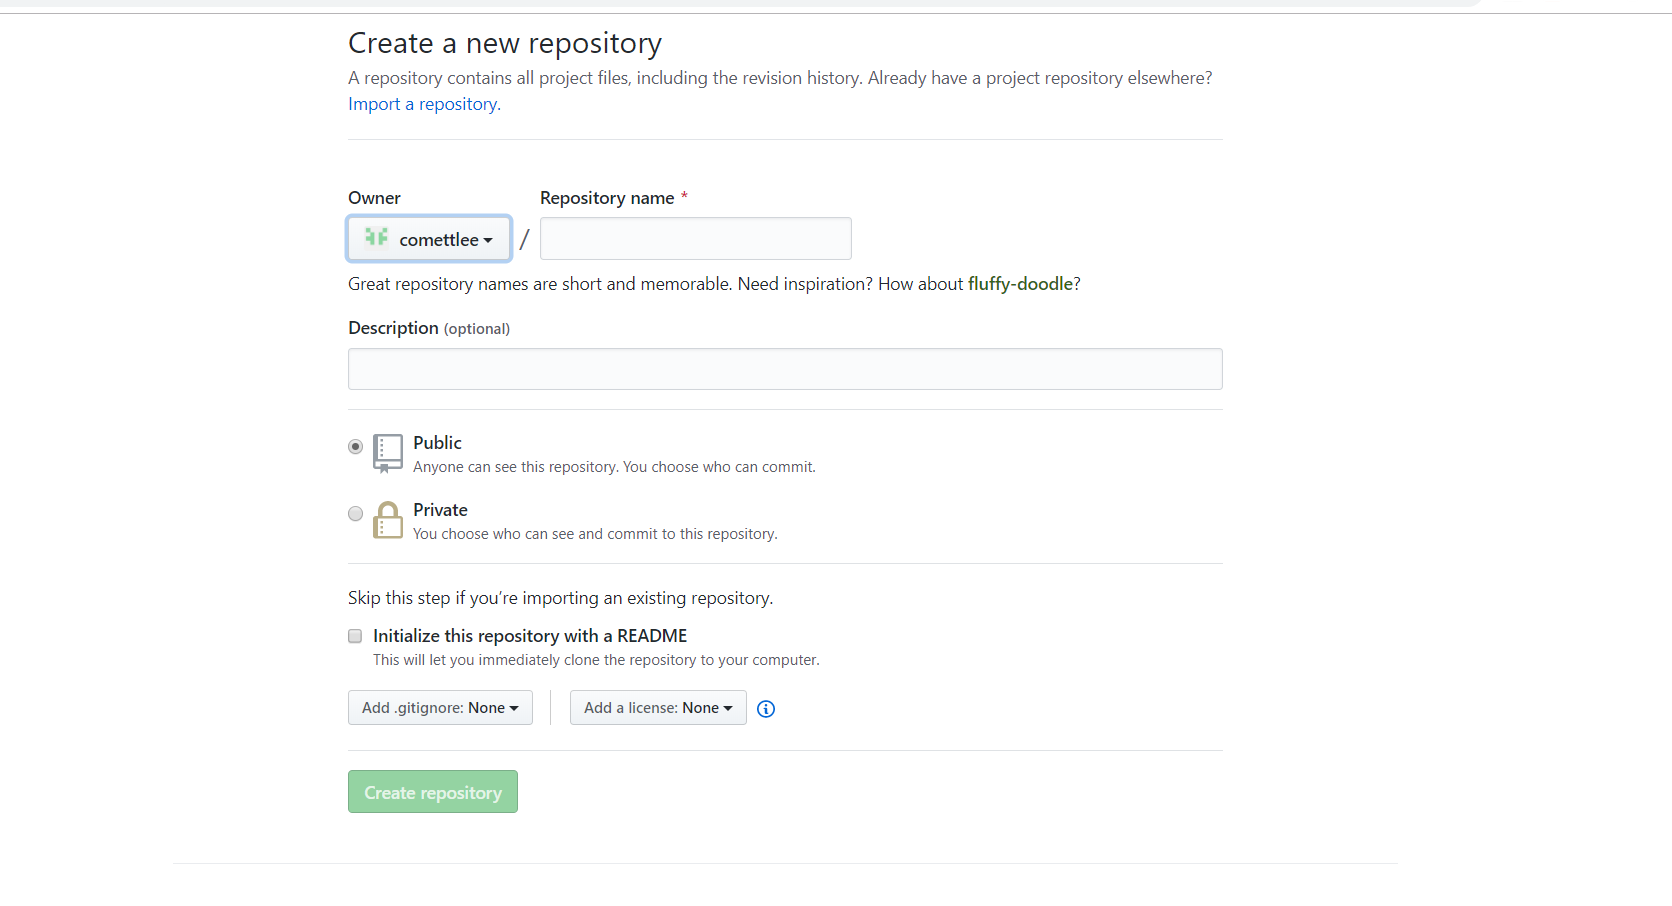 Create a new repository
A repository contains all project files, including the revision history. Already have a project repository elsewhere?
Import a repository.
Owner
Repository name *
comettlee
/
Great repository names are short and memorable. Need inspiration? How about fluffy-doodle?
Description (optional)
Public
Anyone can see this repository. You choose who can commit.
Private
You choose who can see and commit to this repository.
Skip this step if you’re importing an existing repository.
Initialize this repository with a README
This will let you immediately clone the repository to your computer.
Add .gitignore: None
Add a license: None
Create repository